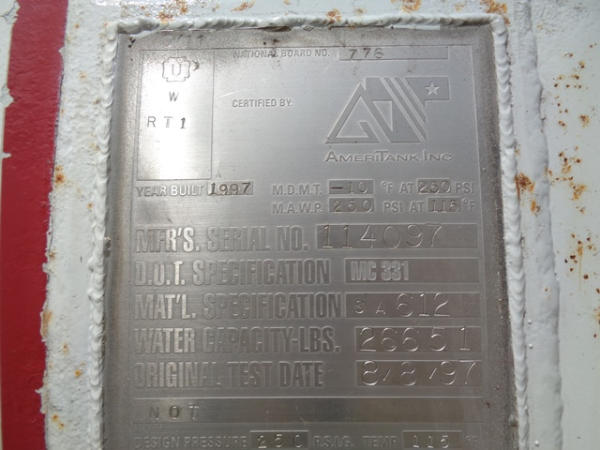 NATIONAL BOARD NO. 776
U
W
RT1
CERTIFIED BY:
AMERITANK, INC
YEAR BUILT 1997 M.D.M.T. -10 °F AT 250 PSI
M.A.W.P. 250 PSI AT 115 °F
MFR'S. SERIAL NO. 114097
D.O.T. SPECIFICATION MC 331
MAT'L. SPECIFICATION SA 612
WATER CAPACITY-LBS. 26651
ORIGINAL TEST DATE 8/8/97
NOT
DESIGN PRESSURE 250 P.S.I.G. TEMP 115 °F